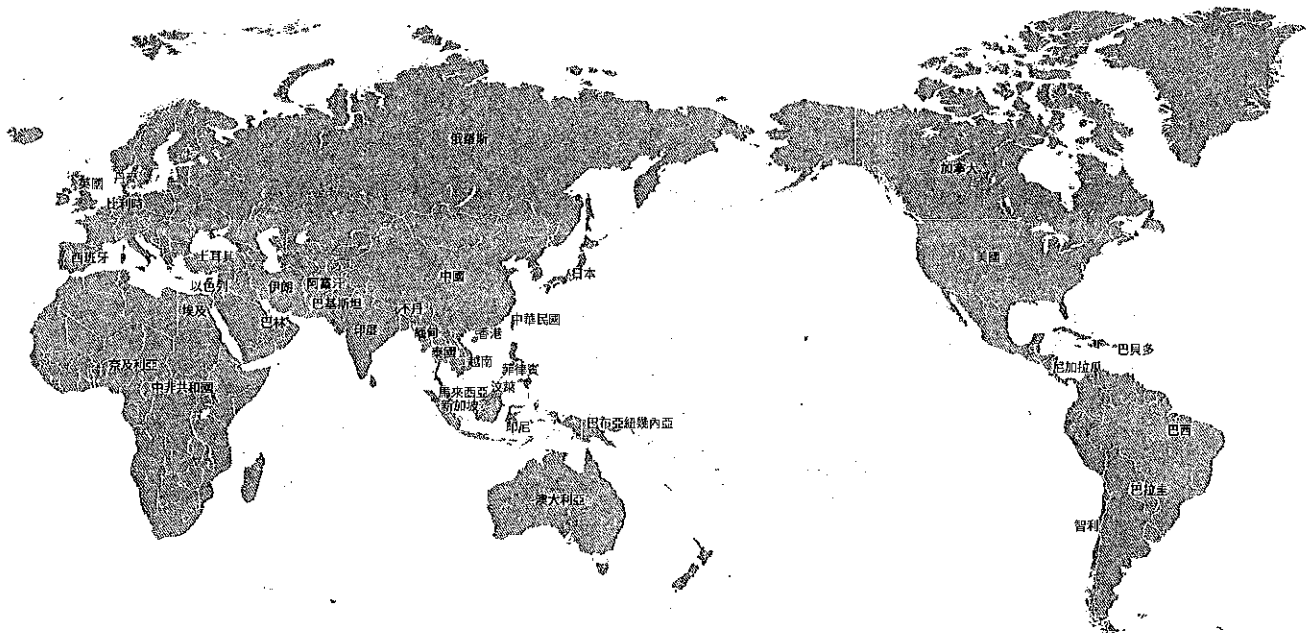 俄羅斯
加拿大
英國
丹麥
比利時
西班牙
土耳其
中國
美國
日本
以色列
伊朗
阿富汗
巴基斯坦
埃及
巴林
印度
不丹
緬甸
香港
中華民國
泰國
越南
菲律賓
巴貝多
尼加拉瓜
奈及利亞
中非共和國
馬來西亞
汶萊
新加坡
印尼
巴布亞紐幾內亞
巴西
澳大利亞
巴拉圭
智利